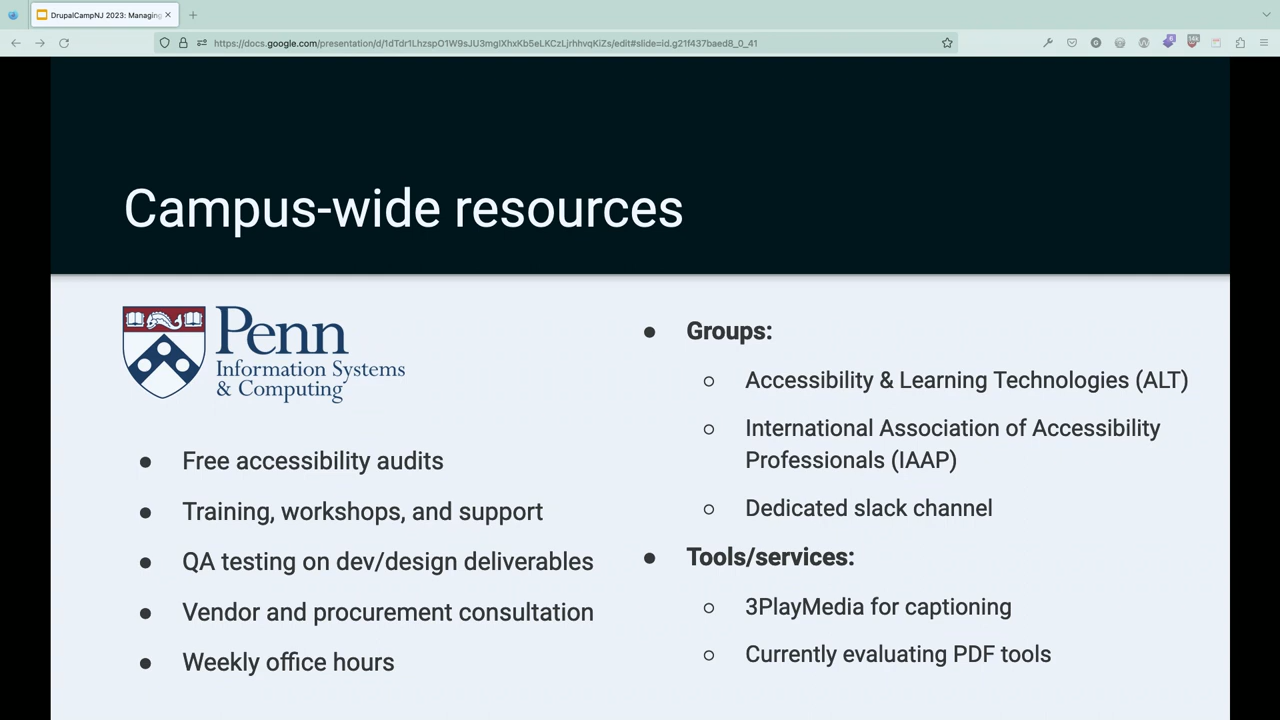 DrupalCampNJ 2023: Managing
https://docs.google.com/presentation/d/1dTdr1LhzspO1W9sJU3mglXhxKb5eLKCzLjrhhvqKiZs/edit#slide=id.g21f437baed8_0_41
Campus-wide resources
Penn
Information Systems
& Computing
● Free accessibility audits
● Training, workshops, and support
● QA testing on dev/design deliverables
● Vendor and procurement consultation
● Weekly office hours
● Groups:
○ Accessibility & Learning Technologies (ALT)
○ International Association of Accessibility
Professionals (IAAP)
○ Dedicated slack channel
● Tools/services:
○ 3PlayMedia for captioning
○ Currently evaluating PDF tools